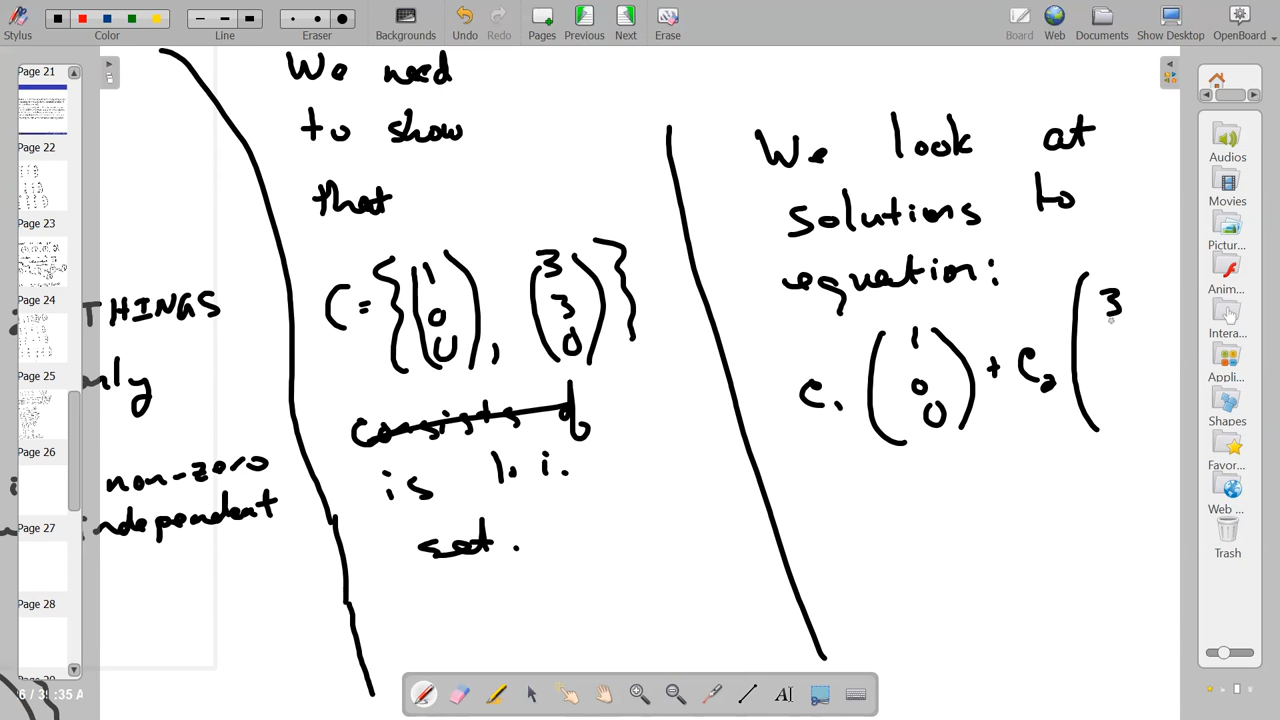 Stylus
Color
Line
Eraser
Backgrounds
Undo
Redo
Pages
Previous
Next
Erase
Board
Web
Documents
Show Desktop
OpenBoard
Page 21
Page 22
Page 23
Page 24
Page 25
Page 26
Page 27
Page 28
THINGS
non-zero
independent
We need
to show
that
C = { ( 1 0 0 ) , ( 3 3 0 ) }
consists of
is l. i.
set .
We look at
solutions to
equation:
c₁ ( 1 0 0 ) + c₂ ( 3
Audios
Movies
Pictur...
Anim...
Intera...
Appli...
Shapes
Favor...
Web ...
Trash